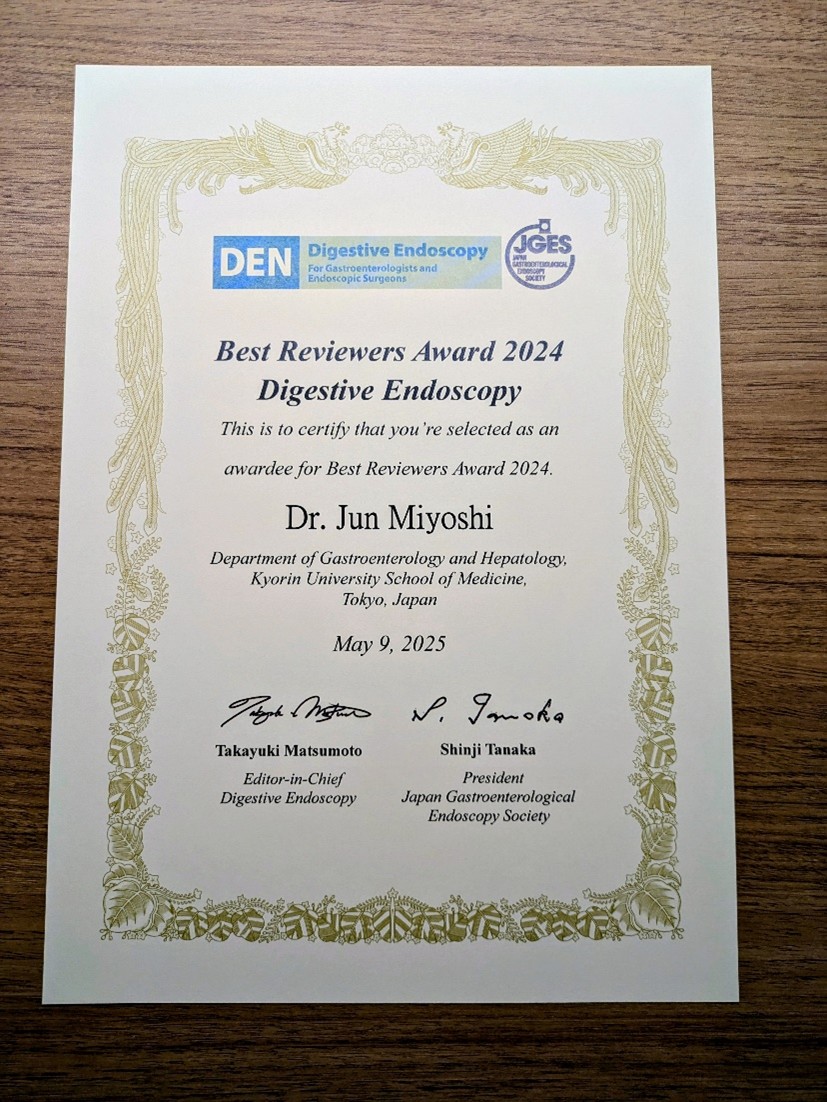 DEN
Digestive Endoscopy
For Gastroenterologists and
Endoscopic Surgeons
JGES
JAPAN
GASTROENTEROLOGICAL
ENDOSCOPY
SOCIETY
Best Reviewers Award 2024
Digestive Endoscopy
This is to certify that you're selected as an
awardee for Best Reviewers Award 2024.
Dr. Jun Miyoshi
Department of Gastroenterology and Hepatology,
Kyorin University School of Medicine,
Tokyo, Japan
May 9, 2025
S. Tanaka
Takayuki Matsumoto
Shinji Tanaka
Editor-in-Chief
Digestive Endoscopy
President
Japan Gastroenterological
Endoscopy Society